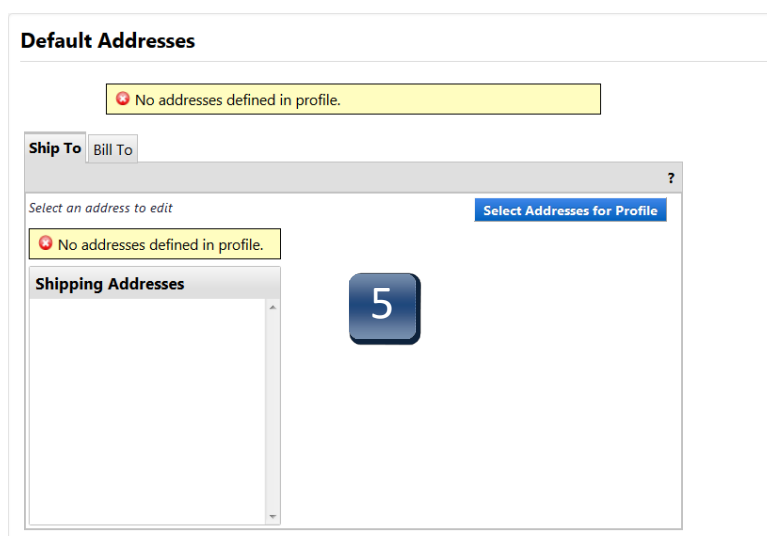 Default Addresses
No addresses defined in profile.
Ship To Bill To
?
Select an address to edit Select Addresses for Profile
No addresses defined in profile.
Shipping Addresses
5